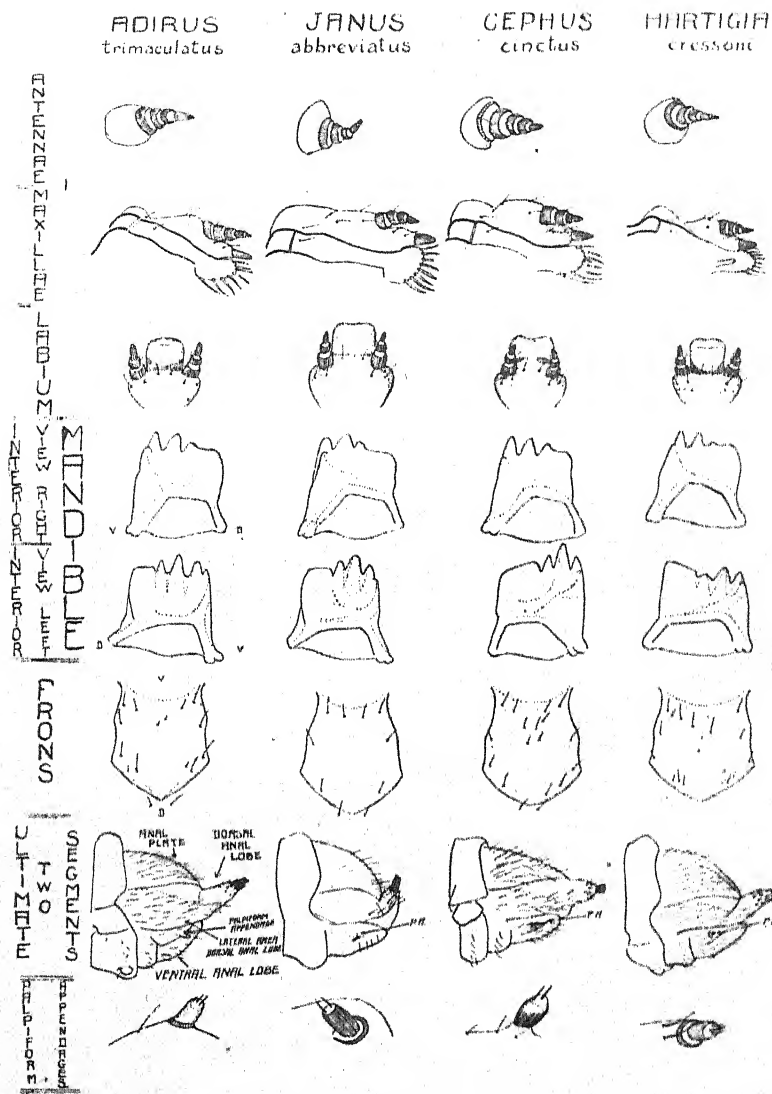 ADIRUS
trimaculatus
JANUS
abbreviatus
CEPHUS
cinctus
HARTIGIA
cressoni
ANTENNAE
MAXILLAE
LABIUM
MANDIBLE
INTERIOR
VIEW RIGHT
V
D
INTERIOR
VIEW LEFT
D
V
FRONS
V
D
ULTIMATE
TWO
SEGMENTS
ANAL
PLATE
DORSAL
ANAL
LOBE
PALPIFORM
APPENDAGE
LATERAL AREA
DORSAL ANAL LOBE
VENTRAL ANAL LOBE
P.A.
P.A.
PALPIFORM
APPENDAGES